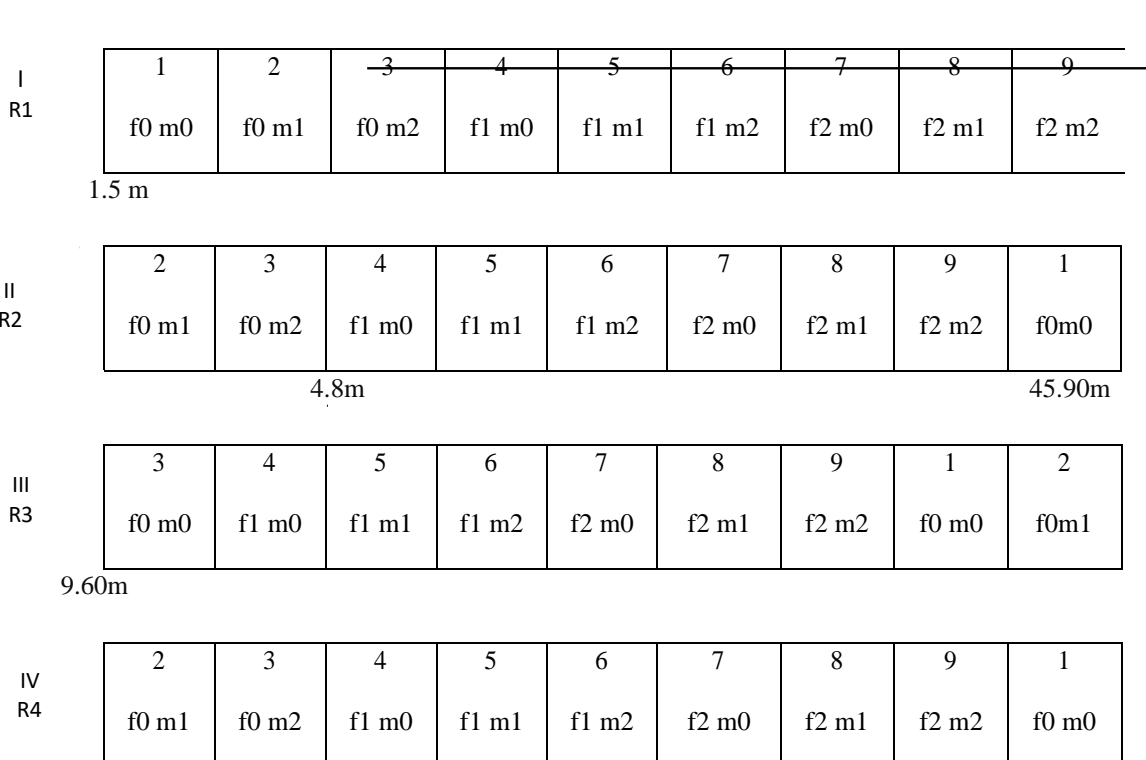 1 2 3 4 5 6 7 8 9
I
R1
f0 m0 f0 m1 f0 m2 f1 m0 f1 m1 f1 m2 f2 m0 f2 m1 f2 m2
1.5 m
2 3 4 5 6 7 8 9 1
II
R2
f0 m1 f0 m2 f1 m0 f1 m1 f1 m2 f2 m0 f2 m1 f2 m2 f0m0
4.8m 45.90m
3 4 5 6 7 8 9 1 2
III
R3
f0 m0 f1 m0 f1 m1 f1 m2 f2 m0 f2 m1 f2 m2 f0 m0 f0m1
9.60m
2 3 4 5 6 7 8 9 1
IV
R4
f0 m1 f0 m2 f1 m0 f1 m1 f1 m2 f2 m0 f2 m1 f2 m2 f0 m0